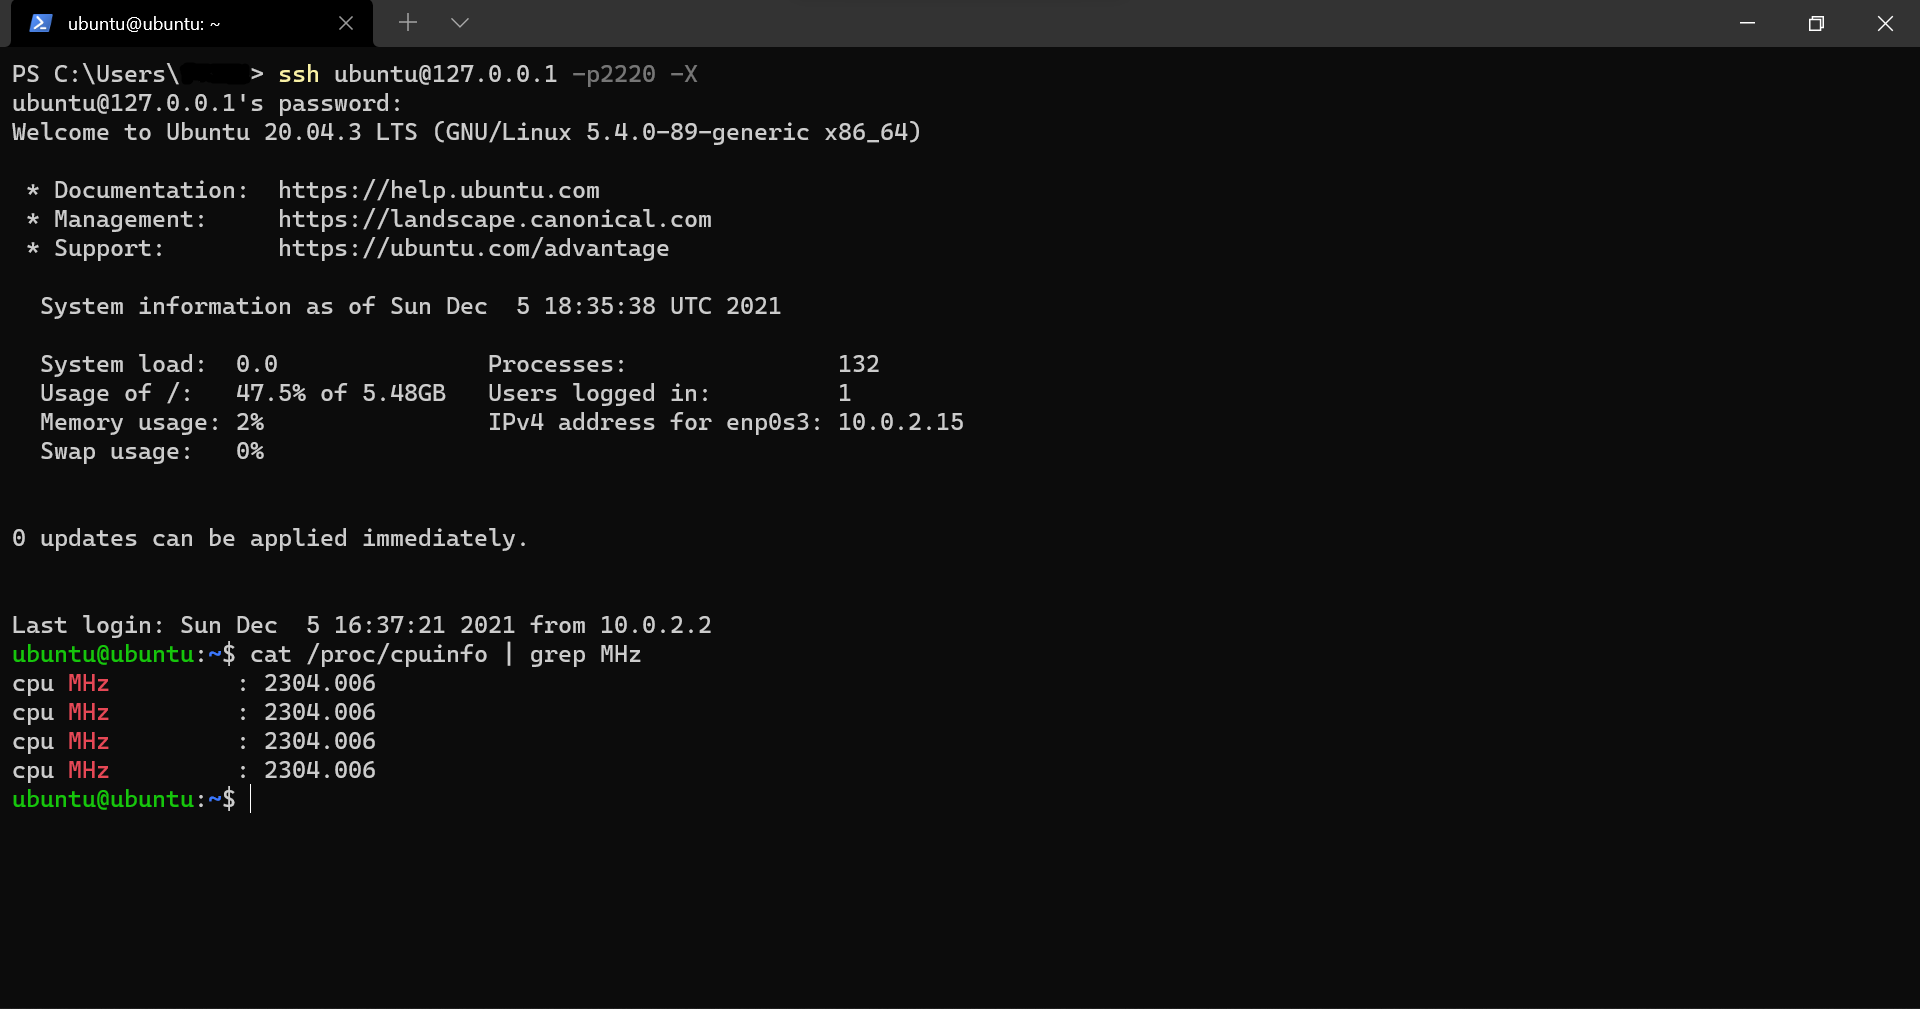 ubuntu@ubuntu: ~
PS C:\Users\> ssh ubuntu@127.0.0.1 -p2220 -X
ubuntu@127.0.0.1's password:
Welcome to Ubuntu 20.04.3 LTS (GNU/Linux 5.4.0-89-generic x86_64)
* Documentation:  https://help.ubuntu.com
* Management:     https://landscape.canonical.com
* Support:        https://ubuntu.com/advantage
System information as of Sun Dec  5 18:35:38 UTC 2021
System load:  0.0               Processes:               132
Usage of /:   47.5% of 5.48GB   Users logged in:         1
Memory usage: 2%                IPv4 address for enp0s3: 10.0.2.15
Swap usage:   0%
0 updates can be applied immediately.
Last login: Sun Dec  5 16:37:21 2021 from 10.0.2.2
ubuntu@ubuntu:~$ cat /proc/cpuinfo | grep MHz
cpu MHz         : 2304.006
cpu MHz         : 2304.006
cpu MHz         : 2304.006
cpu MHz         : 2304.006
ubuntu@ubuntu:~$